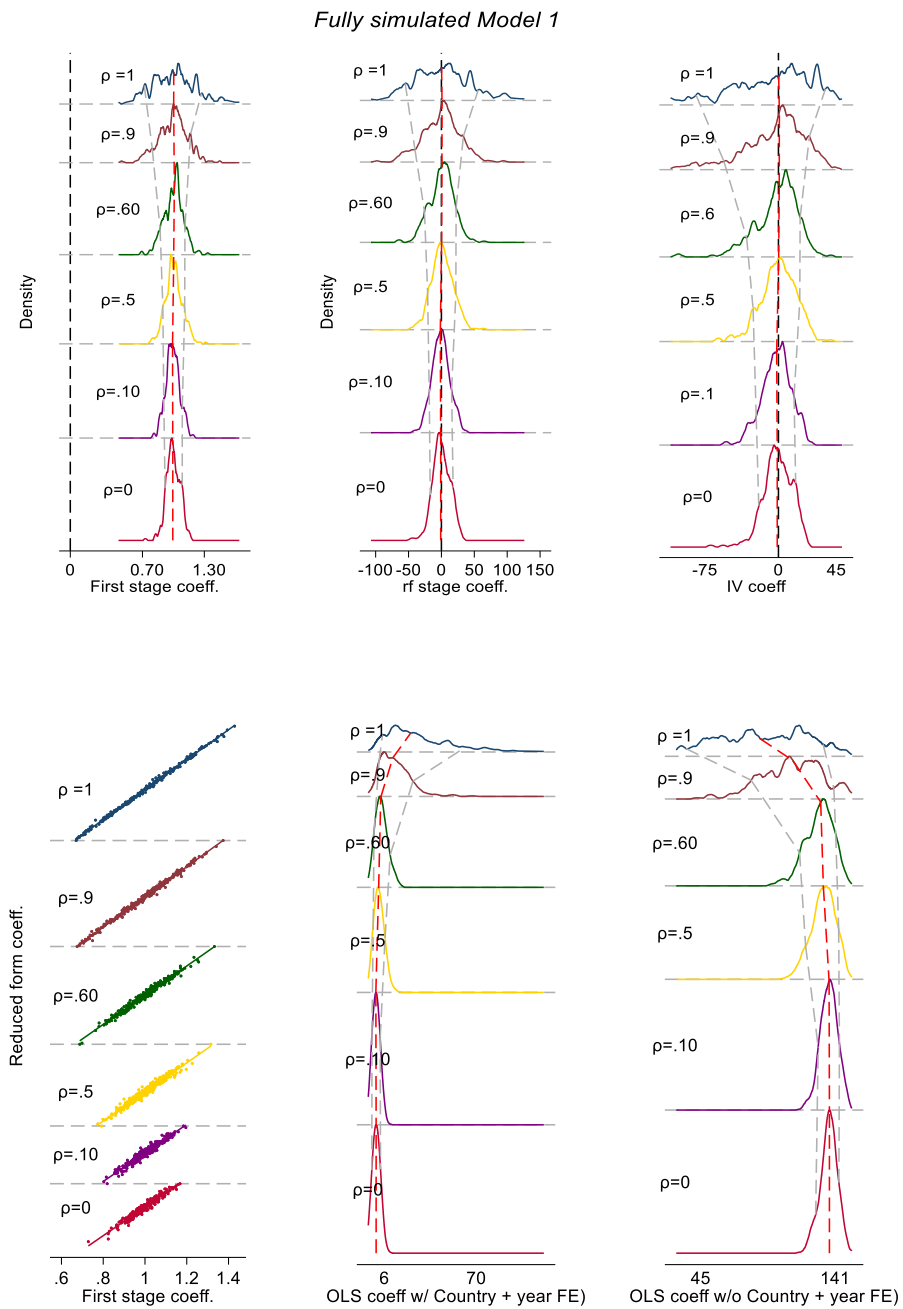 Fully simulated Model 1
ρ =1
ρ=.9
ρ=.60
ρ=.5
ρ=.10
ρ=0
Density
0 0.70 1.30
First stage coeff.
ρ =1
ρ=.9
ρ=.60
ρ=.5
ρ=.10
ρ=0
Density
-100 -50 0 50 100 150
rf stage coeff.
ρ =1
ρ=.9
ρ=.6
ρ=.5
ρ=.1
ρ=0
-75 0 45
IV coeff
ρ =1
ρ=.9
ρ=.60
ρ=.5
ρ=.10
ρ=0
Reduced form coeff.
.6 .8 1 1.2 1.4
First stage coeff.
ρ =1
ρ=.9
ρ=.60
ρ=.5
ρ=.10
ρ=0
6 70
OLS coeff w/ Country + year FE)
ρ =1
ρ=.9
ρ=.60
ρ=.5
ρ=.10
ρ=0
45 141
OLS coeff w/o Country + year FE)